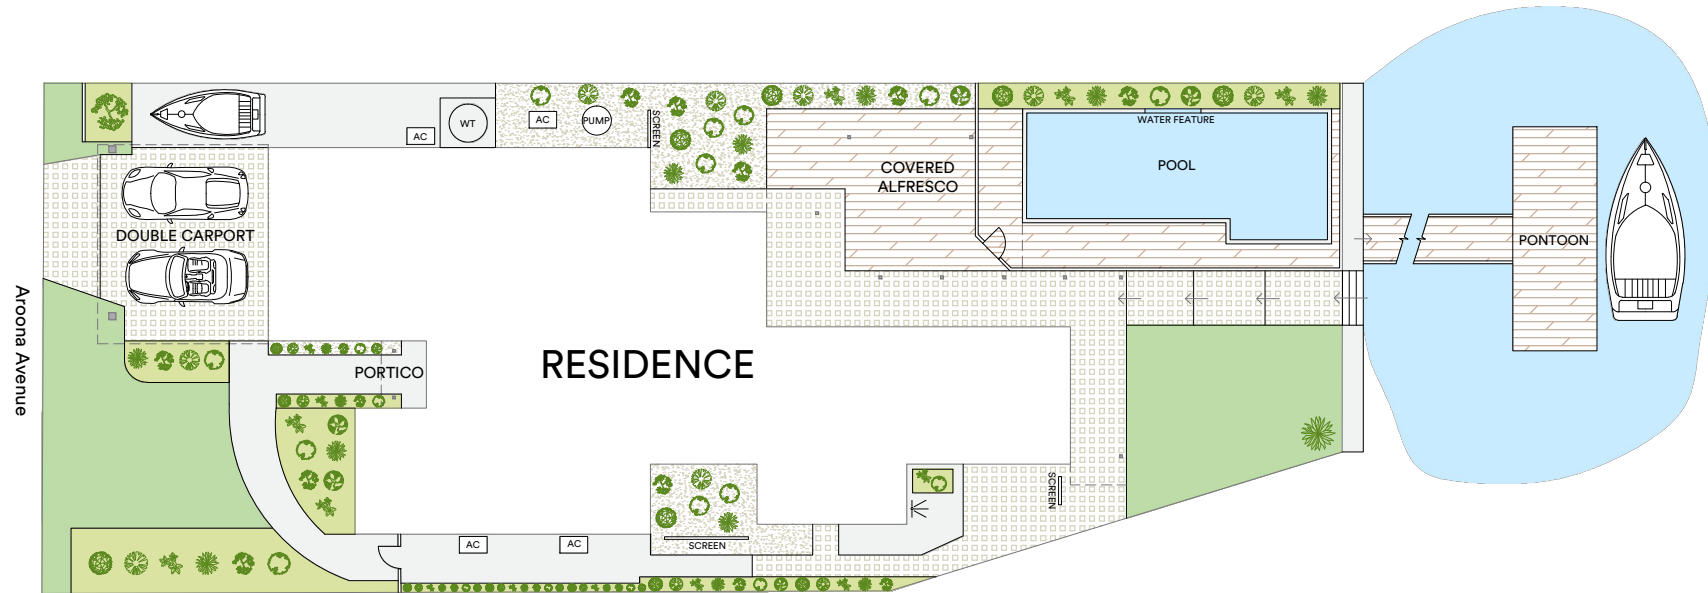 WT
AC
AC
PUMP
SCREEN
WATER FEATURE
COVERED
ALFRESCO
POOL
DOUBLE CARPORT
PONTOON
Aroona Avenue
RESIDENCE
PORTICO
SCREEN
AC
AC
SCREEN